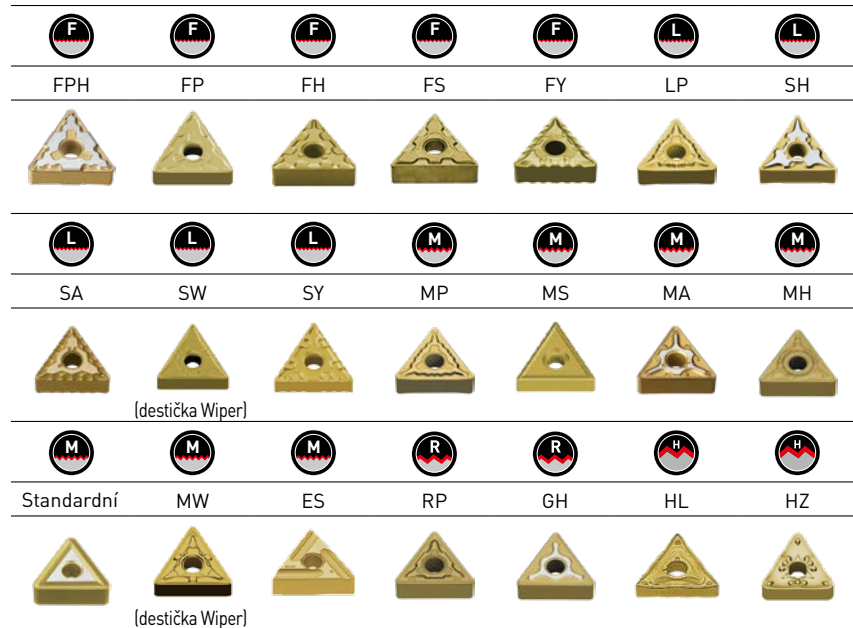 F F F F F L L
FPH FP FH FS FY LP SH
L L L M M M M
SA SW SY MP MS MA MH
(destička Wiper)
M M M R R H H
Standardní MW ES RP GH HL HZ
(destička Wiper)